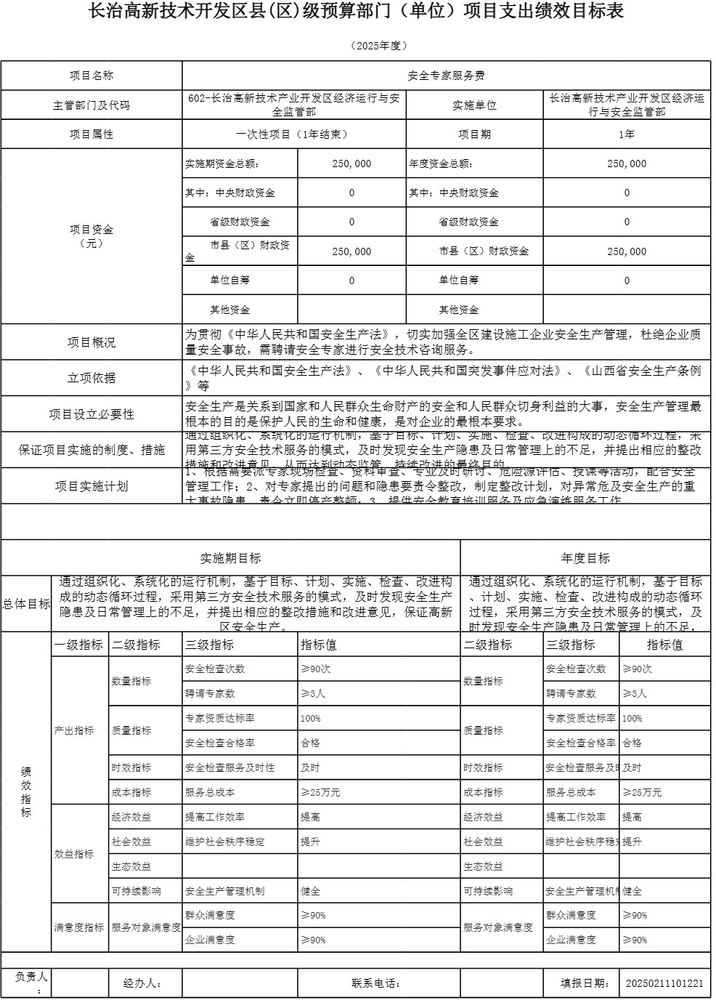 长治高新技术开发区县(区)级预算部门（单位）项目支出绩效目标表
（2025年度）
项目名称 安全专家服务费
主管部门及代码 602-长治高新技术产业开发区经济运行与安 实施单位 长治高新技术产业开发区经济运
全监管部 行与安全监管部
项目属性 一次性项目（1年结束） 项目期 1年
项目资金
（元）
实施期资金总额： 250,000 年度资金总额： 250,000
其中：中央财政资金 0 其中：中央财政资金 0
省级财政资金 0 省级财政资金 0
市县（区）财政资
金 250,000 市县（区）财政资金 250,000
单位自筹 0 单位自筹 0
其他资金 其他资金
项目概况
为贯彻《中华人民共和国安全生产法》，切实加强全区建设施工企业安全生产管理，杜绝企业质
量安全事故，需聘请安全专家进行安全技术咨询服务。
立项依据
《中华人民共和国安全生产法》、《中华人民共和国突发事件应对法》、《山西省安全生产条例
》等
项目设立必要性
安全生产是关系到国家和人民群众生命财产的安全和人民群众切身利益的大事，安全生产管理最
根本的目的是保护人民的生命和健康，是对企业的最根本要求。
保证项目实施的制度、措施
通过组织化、系统化的运行机制，基于目标、计划、实施、检查、改进构成的动态循环过程，采
用第三方安全技术服务的模式，及时发现安全生产隐患及日常管理上的不足，并提出相应的整改
措施和改进意见，从而达到动态监管、持续改进的最终目的。
项目实施计划
1、根据需要派专家现场检查、资料审查、专业及时研讨、危险源评估、授课等活动，配合安全
管理工作；2、对专家提出的问题和隐患要责令整改，制定整改计划，对异常危及安全生产的重
大事故隐患，责令立即停产整顿；3、提供安全教育培训服务及应急演练服务工作
实施期目标 年度目标
总体目标
通过组织化、系统化的运行机制，基于目标、计划、实施、检查、改进构
成的动态循环过程，采用第三方安全技术服务的模式，及时发现安全生产
隐患及日常管理上的不足，并提出相应的整改措施和改进意见，保证高新
区安全生产。
通过组织化、系统化的运行机制，基于目标
、计划、实施、检查、改进构成的动态循环
过程，采用第三方安全技术服务的模式，及
时发现安全生产隐患及日常管理上的不足，
绩
效
指
标
一级指标 二级指标 三级指标 指标值 二级指标 三级指标 指标值
产出指标
数量指标 安全检查次数 ≥90次 数量指标 安全检查次数 ≥90次
聘请专家数 ≥3人 聘请专家数 ≥3人
质量指标 专家资质达标率 100% 质量指标 专家资质达标率 100%
安全检查合格率 合格 安全检查合格率 合格
时效指标 安全检查服务及时性 及时 时效指标 安全检查服务及 及时
成本指标 服务总成本 ≥25万元 成本指标 服务总成本 ≥25万元
效益指标
经济效益 提高工作效率 提高 经济效益 提高工作效率 提高
社会效益 维护社会秩序稳定 提升 社会效益 维护社会秩序稳 提升
生态效益 生态效益
可持续影响 安全生产管理机制 健全 可持续影响 安全生产管理机 健全
满意度指标 服务对象满意度 群众满意度 ≥90% 服务对象满意度 群众满意度 ≥90%
企业满意度 ≥90% 企业满意度 ≥90%
负责人
： 经办人： 联系电话： 填报日期： 20250211101221